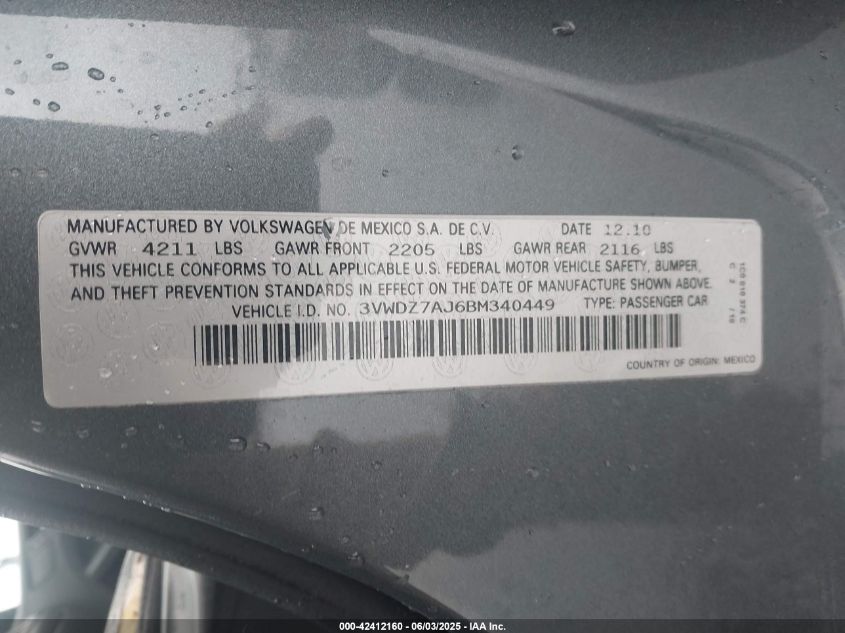 MANUFACTURED BY VOLKSWAGEN DE MEXICO S.A. DE C.V. DATE 12.10
GVWR 4211 LBS GAWR FRONT 2205 LBS GAWR REAR 2116 LBS
THIS VEHICLE CONFORMS TO ALL APPLICABLE U.S. FEDERAL MOTOR VEHICLE SAFETY, BUMPER,
AND THEFT PREVENTION STANDARDS IN EFFECT ON THE DATE OF MANUFACTURE SHOWN ABOVE.
VEHICLE I.D. NO. 3VWDZ7AJ6BM340449 TYPE: PASSENGER CAR
COUNTRY OF ORIGIN: MEXICO
000-42412160 - 06/03/2025 - IAA Inc.